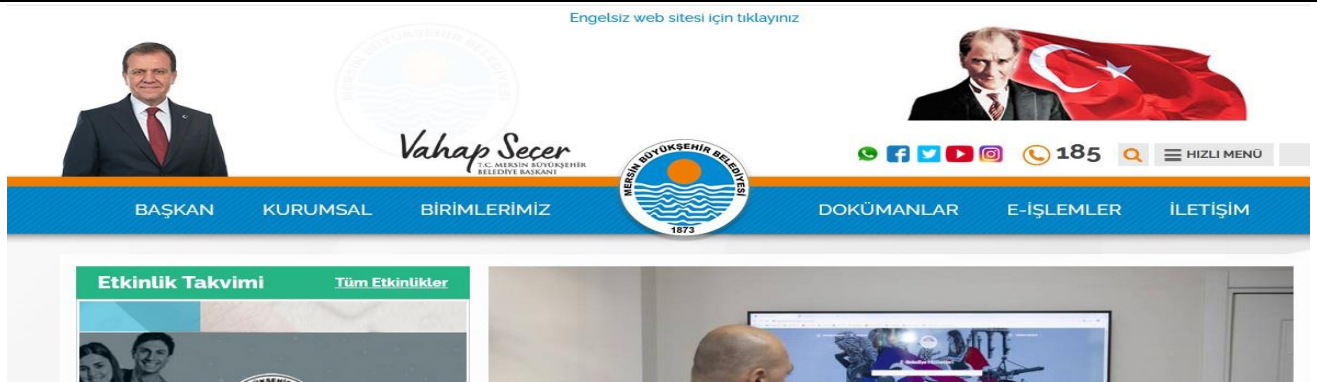 Engelsiz web sitesi için tıklayınız
Vahap Seçer
T.C. MERSİN BÜYÜKŞEHİR
BELEDİYE BAŞKANI
MERSİN BÜYÜKŞEHİR BELEDİYESİ
1873
185
HIZLI MENÜ
BAŞKAN KURUMSAL BİRİMLERİMİZ DOKÜMANLAR E-İŞLEMLER İLETİŞİM
Etkinlik Takvimi Tüm Etkinlikler